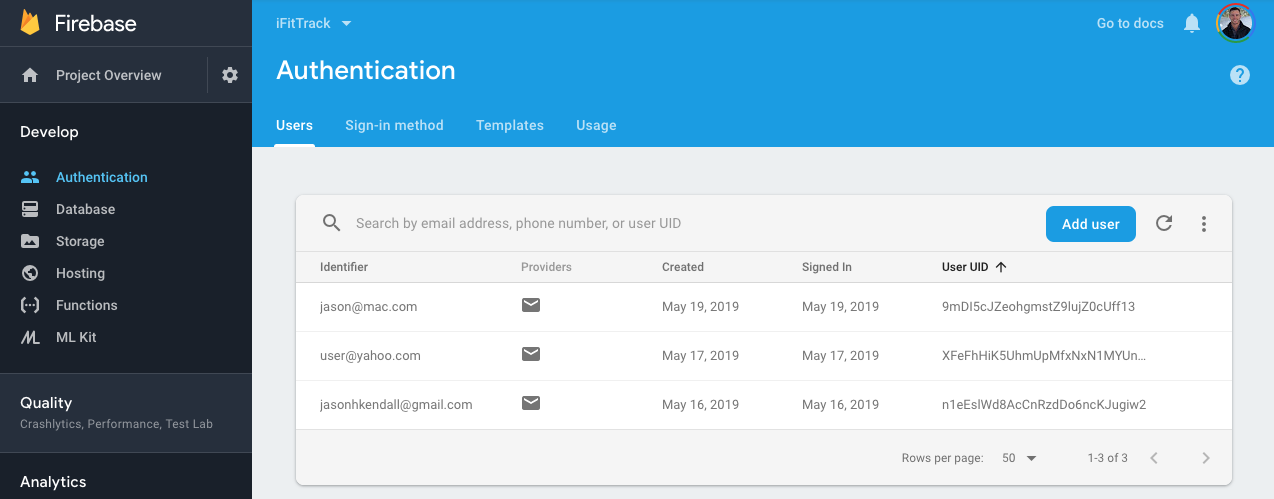 Firebase
iFitTrack
Go to docs
Project Overview
Authentication
Users Sign-in method Templates Usage
Develop
Authentication
Database
Storage
Hosting
Functions
ML Kit
Quality
Crashlytics, Performance, Test Lab
Analytics
Search by email address, phone number, or user UID
Add user
Identifier Providers Created Signed In User UID
jason@mac.com May 19, 2019 May 19, 2019 9mDI5cJZeohgmstZ9lujZ0cUff13
user@yahoo.com May 17, 2019 May 17, 2019 XFeFhHiK5UhmUpMfxNxN1MYUn...
jasonhkendall@gmail.com May 16, 2019 May 16, 2019 n1eEslWd8AcCnRzdDo6ncKJugiw2
Rows per page: 50 1-3 of 3